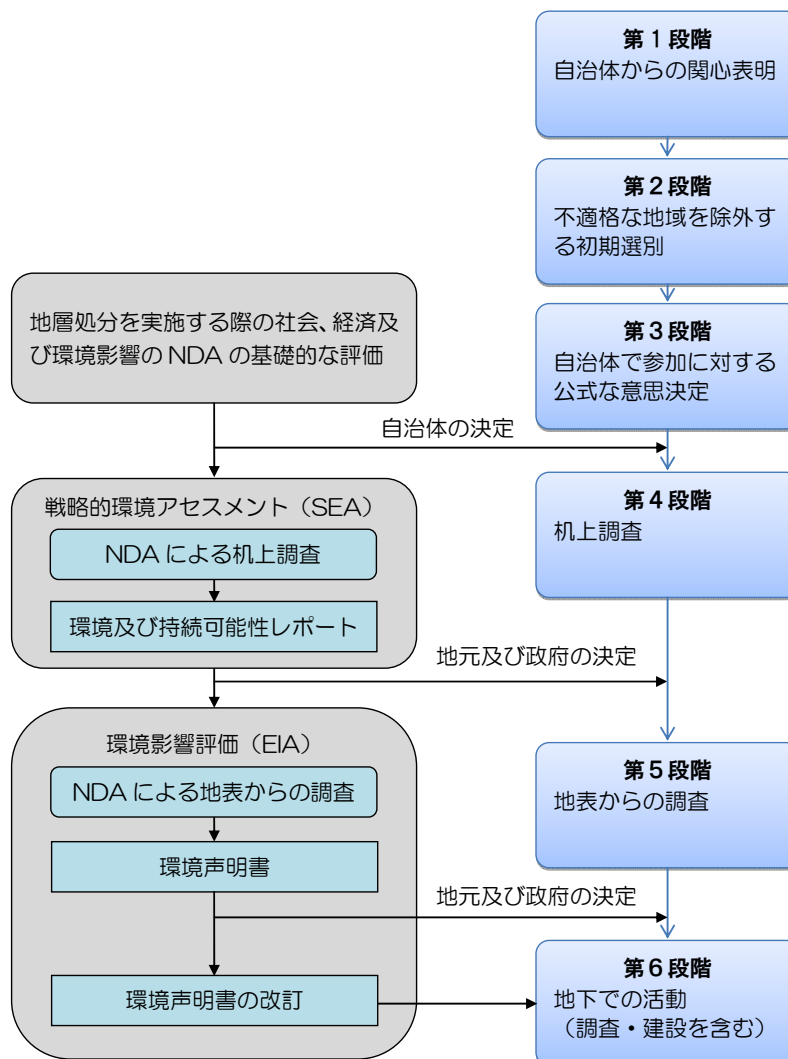 第1段階
自治体からの関心表明
第2段階
不適格な地域を除外す
る初期選別
地層処分を実施する際の社会、経済及
び環境影響のNDAの基礎的な評価
第3段階
自治体で参加に対する
公式な意思決定
自治体の決定
戦略的環境アセスメント（SEA）
NDAによる机上調査
環境及び持続可能性レポート
第4段階
机上調査
地元及び政府の決定
環境影響評価（EIA）
NDAによる地表からの調査
環境声明書
第5段階
地表からの調査
地元及び政府の決定
環境声明書の改訂
第6段階
地下での活動
（調査・建設を含む）